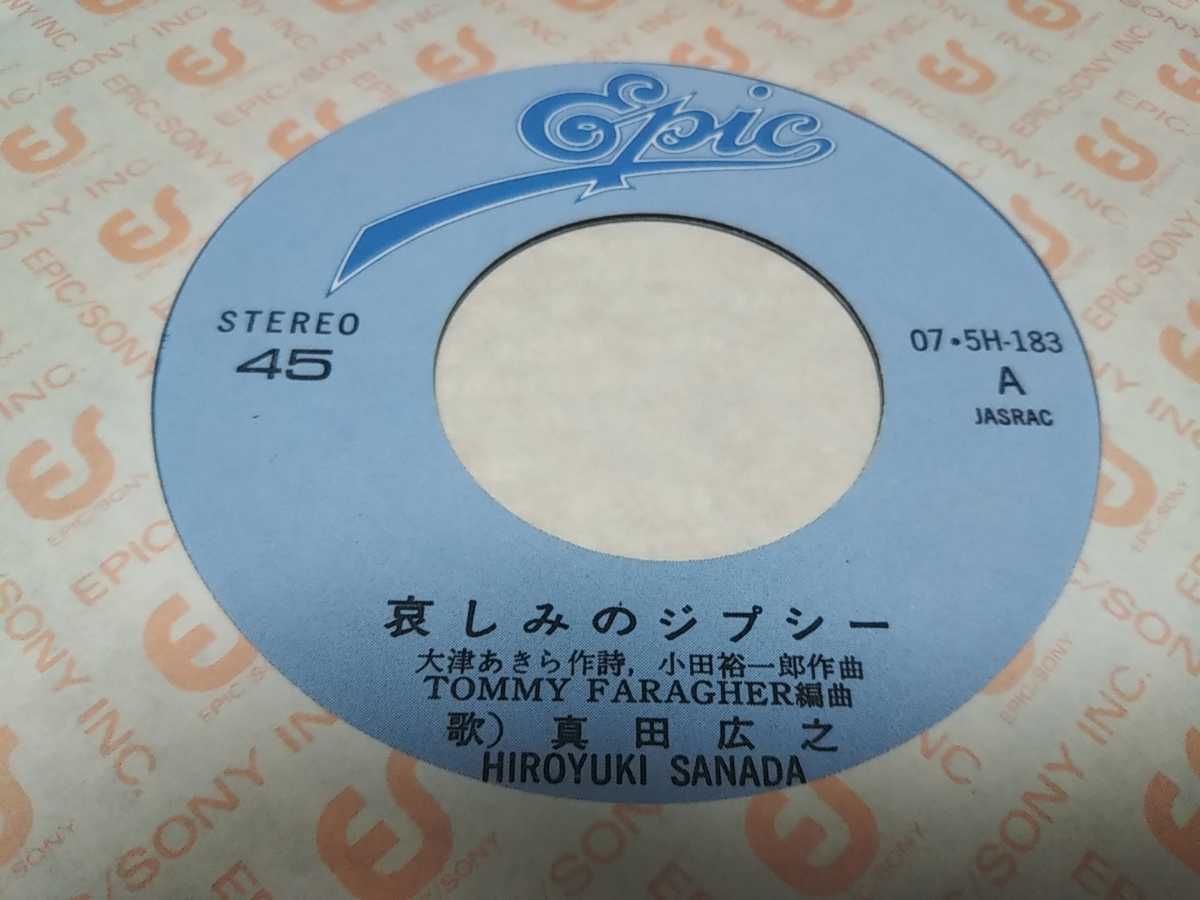 Epic
STEREO
45
07・5H-183
A
JASRAC
哀しみのジプシー
大津あきら作詩, 小田裕一郎作曲
TOMMY FARAGHER編曲
歌) 真田広之
HIROYUKI SANADA
EPIC/SONY INC.